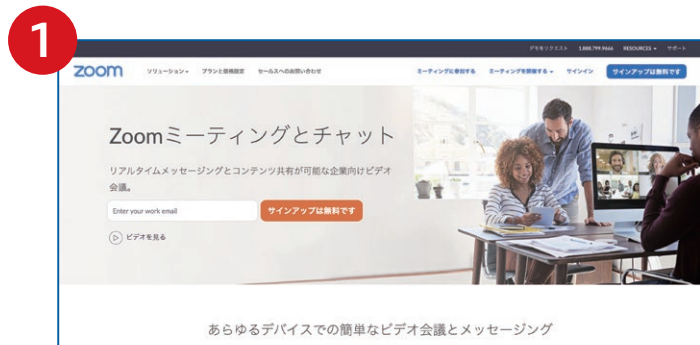 1
デモをリクエスト 1.888.799.9666 RESOURCES サポート
zoom ソリューション プランと価格設定 セールスへのお問い合わせ ミーティングに参加する ミーティングを開催する サインイン サインアップは無料です
Zoomミーティングとチャット
リアルタイムメッセージングとコンテンツ共有が可能な企業向けビデオ
会議。
Enter your work email サインアップは無料です
ビデオを見る
あらゆるデバイスでの簡単なビデオ会議とメッセージング